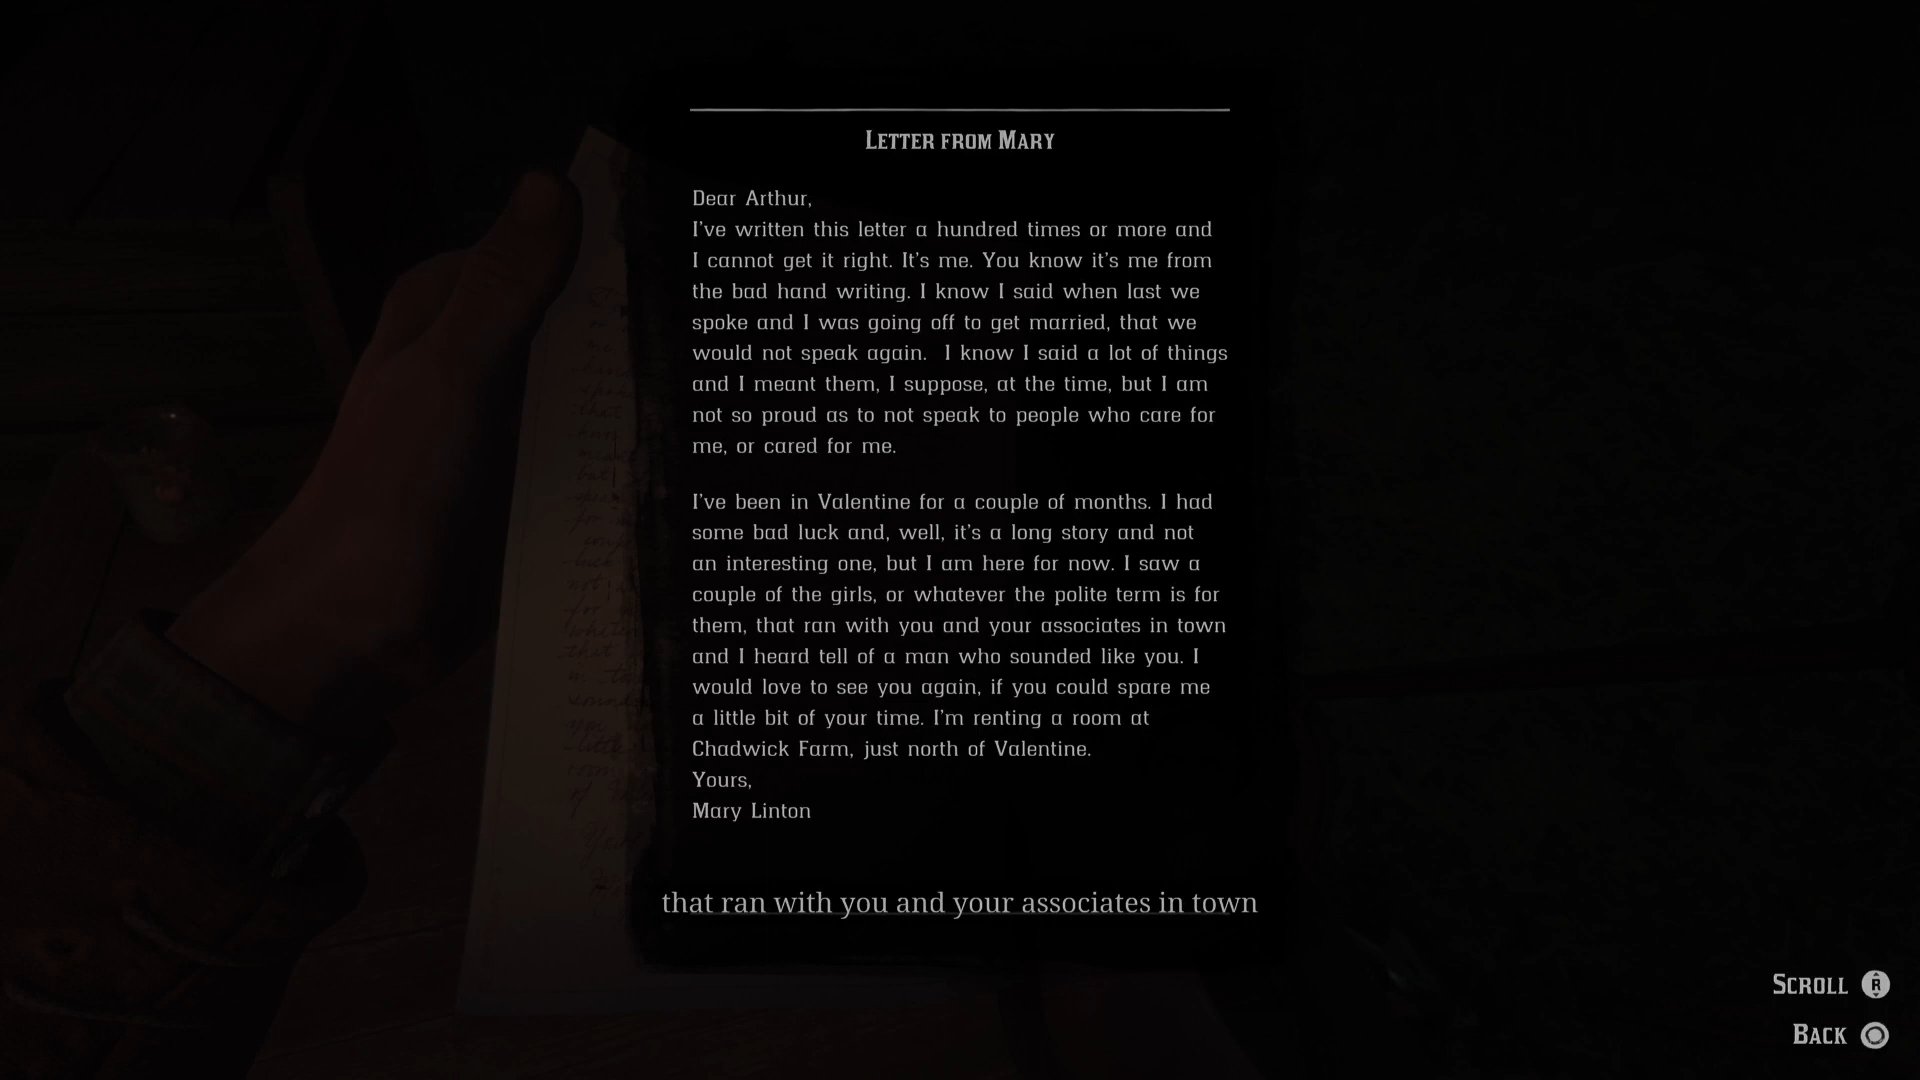 Letter from Mary
Dear Arthur,
I've written this letter a hundred times or more and
I cannot get it right. It's me. You know it's me from
the bad hand writing. I know I said when last we
spoke and I was going off to get married, that we
would not speak again.  I know I said a lot of things
and I meant them, I suppose, at the time, but I am
not so proud as to not speak to people who care for
me, or cared for me.
I've been in Valentine for a couple of months. I had
some bad luck and, well, it's a long story and not
an interesting one, but I am here for now. I saw a
couple of the girls, or whatever the polite term is for
them, that ran with you and your associates in town
and I heard tell of a man who sounded like you. I
would love to see you again, if you could spare me
a little bit of your time. I'm renting a room at
Chadwick Farm, just north of Valentine.
Yours,
Mary Linton
that ran with you and your associates in town
Scroll R
Back